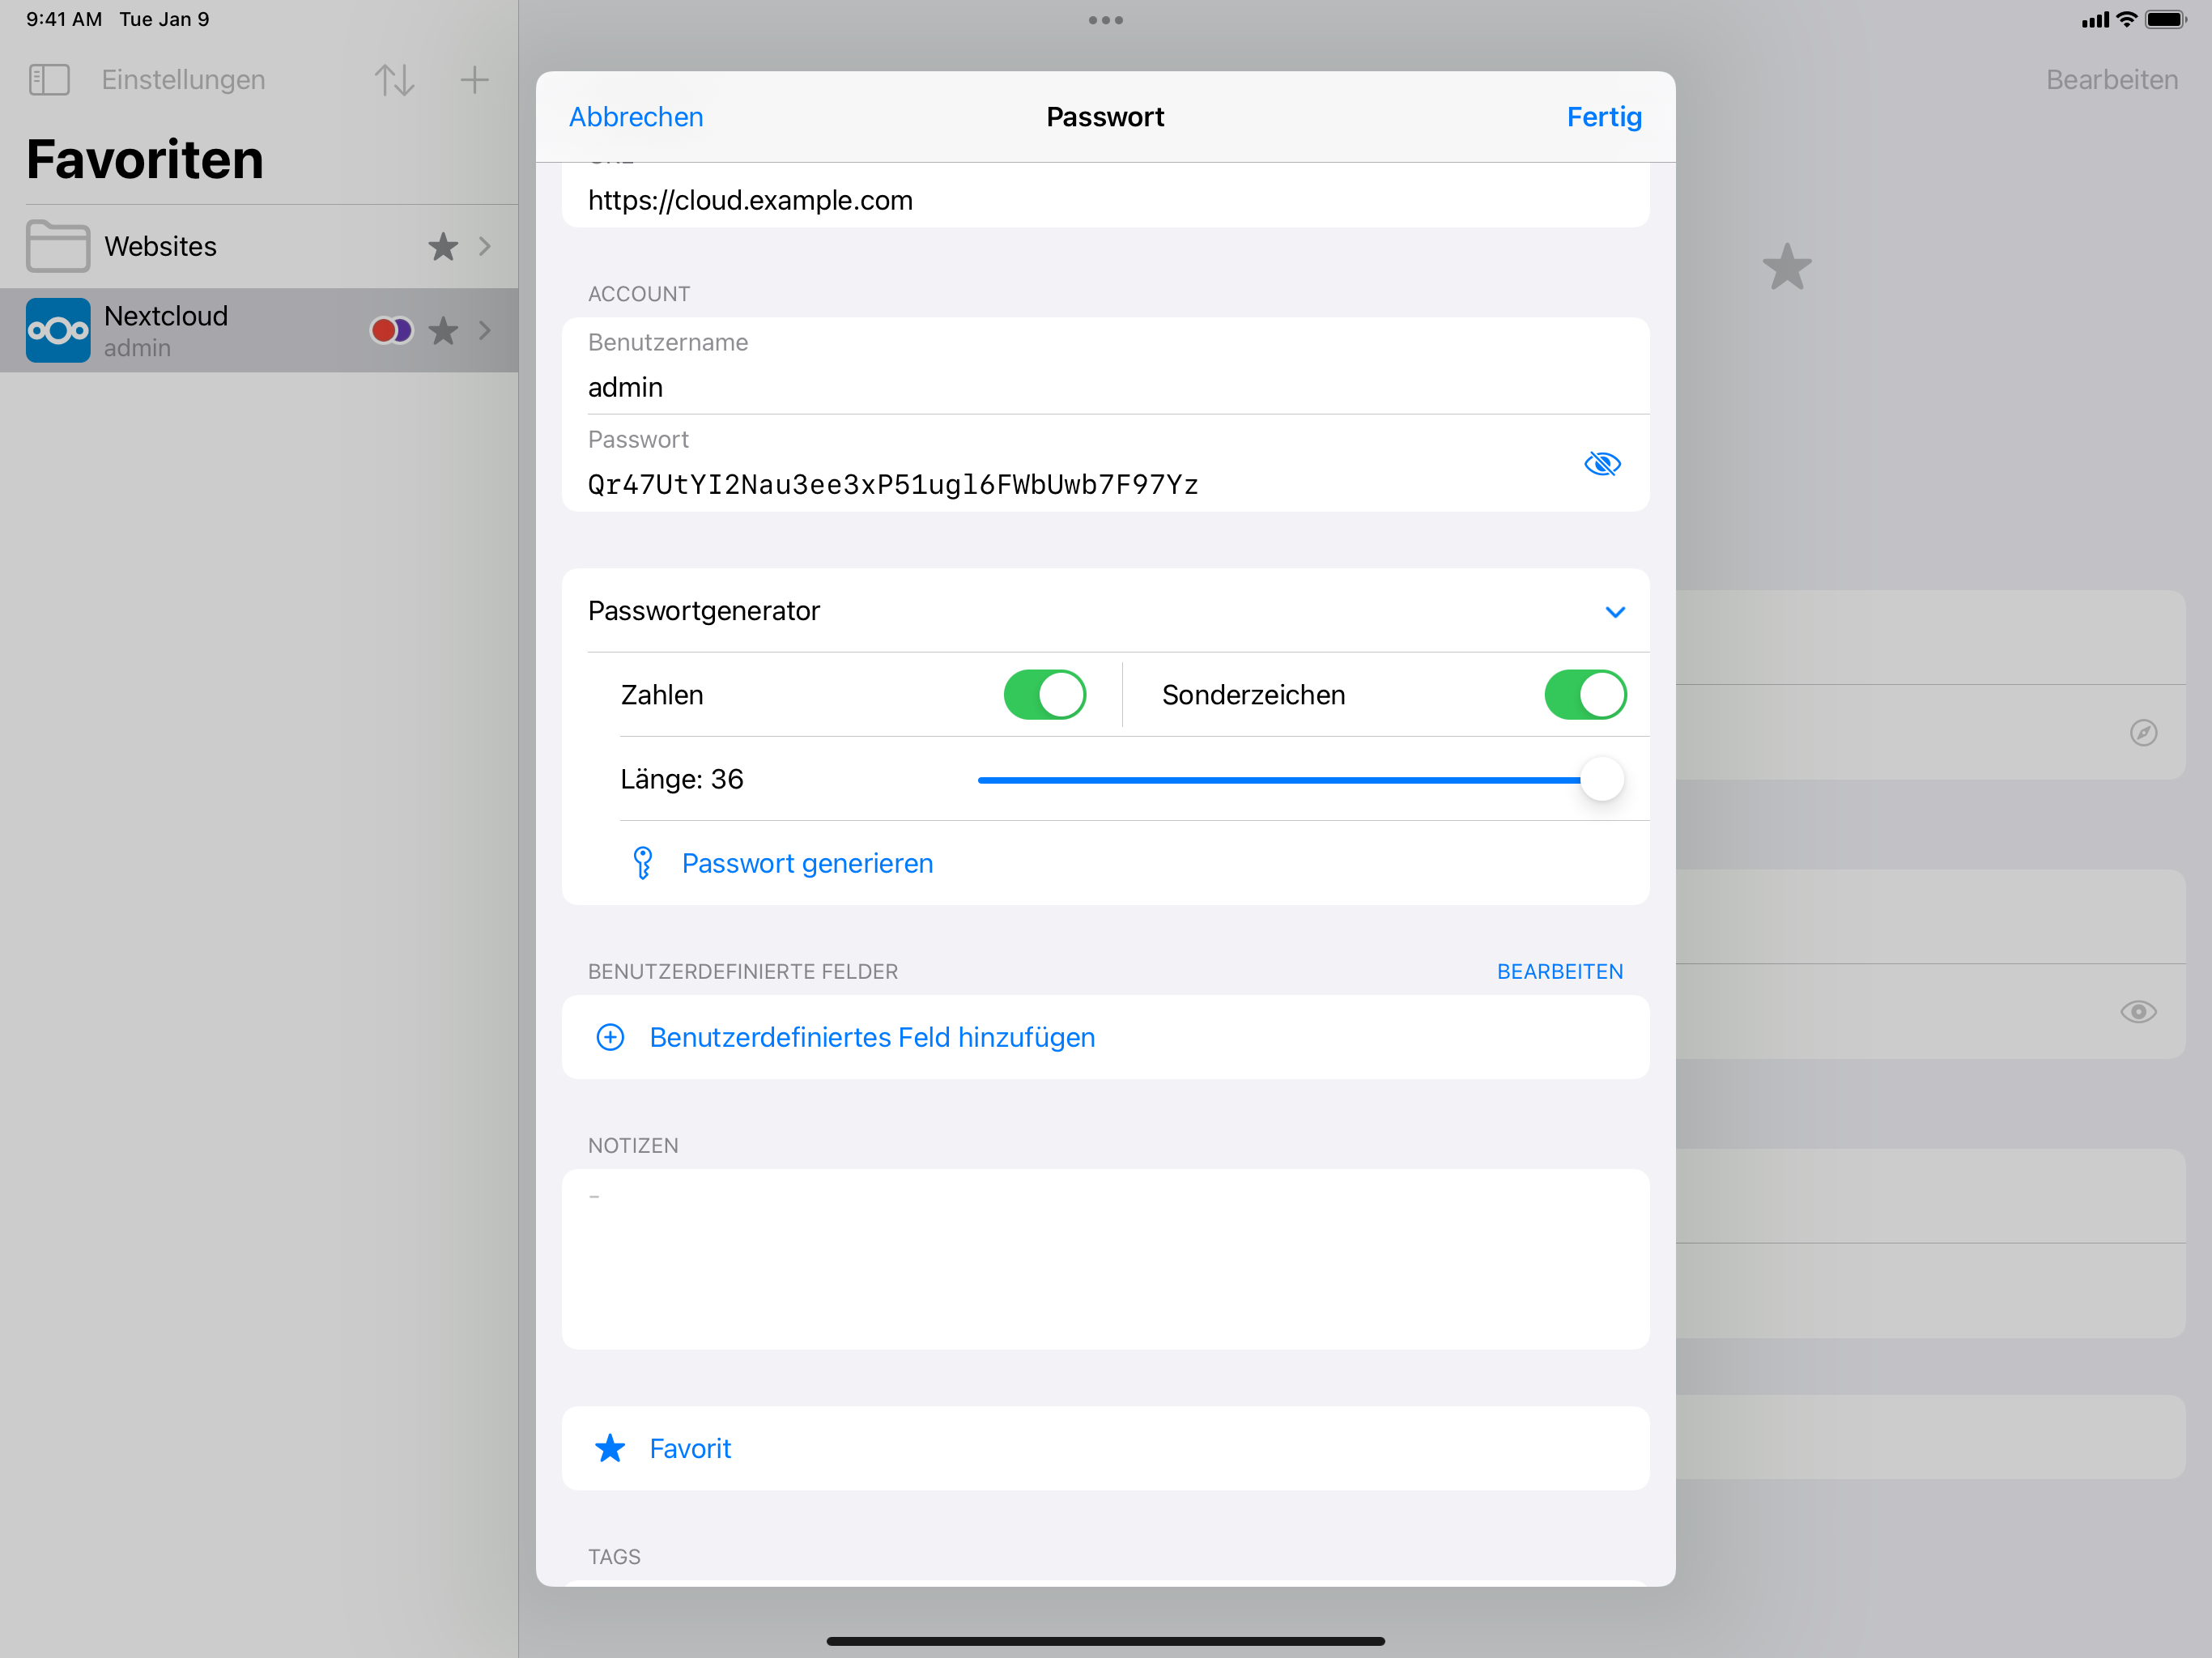 9:41 AM Tue Jan 9
Einstellungen
Bearbeiten
Favoriten
Websites
Nextcloud
admin
Abbrechen
Passwort
Fertig
https://cloud.example.com
ACCOUNT
Benutzername
admin
Passwort
Qr47UtYI2Nau3ee3xP51ugl6FWbUwb7F97Yz
Passwortgenerator
Zahlen
Sonderzeichen
Länge: 36
Passwort generieren
BENUTZERDEFINIERTE FELDER
BEARBEITEN
Benutzerdefiniertes Feld hinzufügen
NOTIZEN
-
Favorit
TAGS